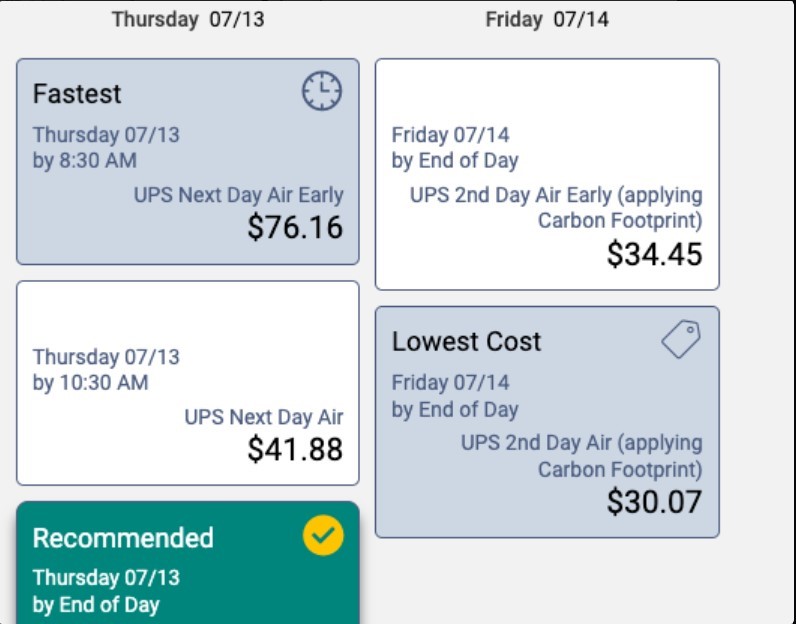 Thursday 07/13
Fastest
Thursday 07/13
by 8:30 AM
UPS Next Day Air Early
$76.16
Thursday 07/13
by 10:30 AM
UPS Next Day Air
$41.88
Recommended
Thursday 07/13
by End of Day
Friday 07/14
Friday 07/14
by End of Day
UPS 2nd Day Air Early (applying
Carbon Footprint)
$34.45
Lowest Cost
Friday 07/14
by End of Day
UPS 2nd Day Air (applying
Carbon Footprint)
$30.07